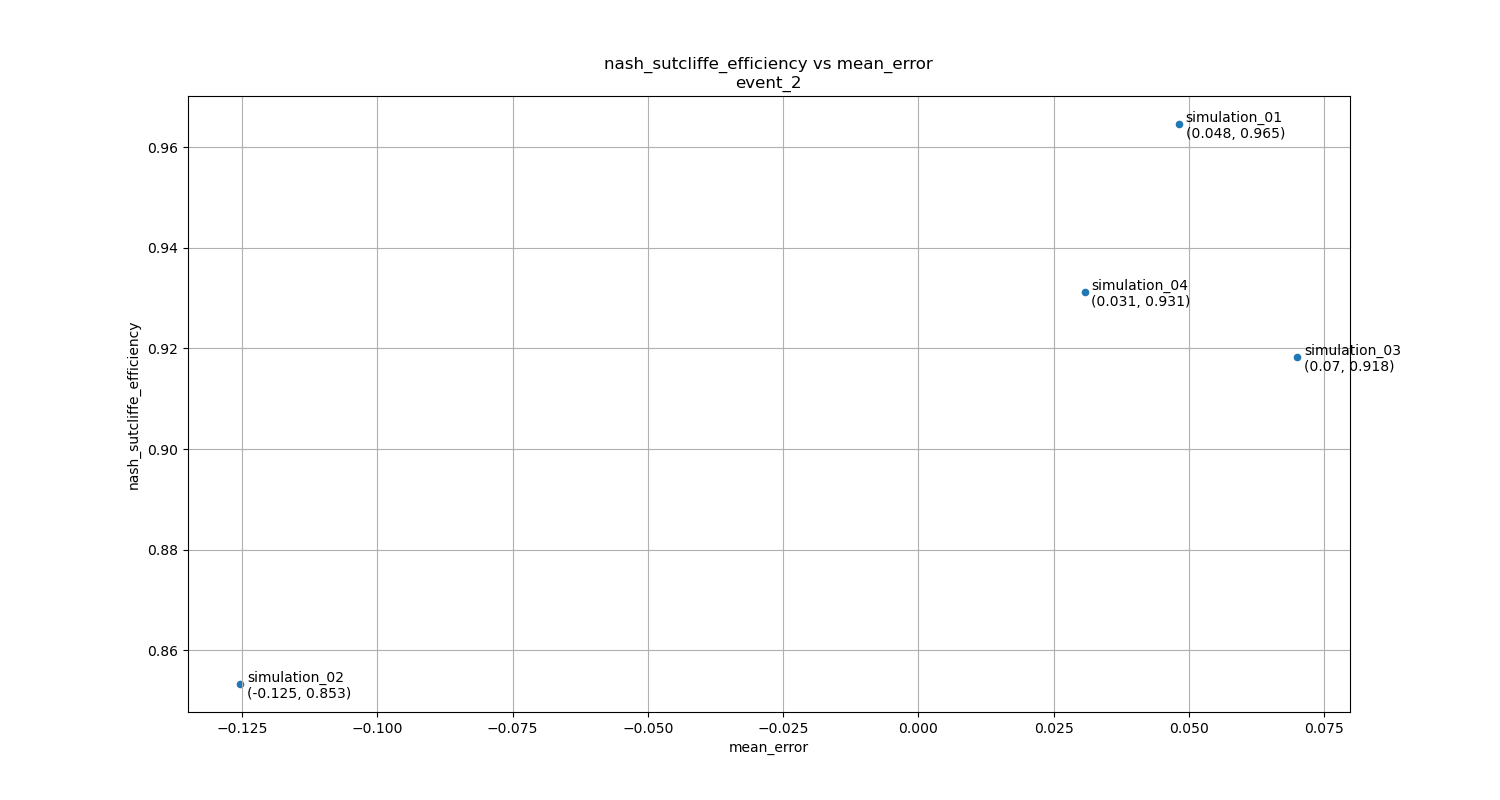 nash_sutcliffe_efficiency vs mean_error
event_2
simulation_01
(0.048, 0.965)
0.96
0.94
simulation_04
(0.031, 0.931)
0.92
simulation_03
(0.07, 0.918)
nash_sutcliffe_efficiency
0.90
0.88
0.86
simulation_02
(-0.125, 0.853)
−0.125
−0.100
−0.075
−0.050
−0.025
0.000
0.025
0.050
0.075
mean_error